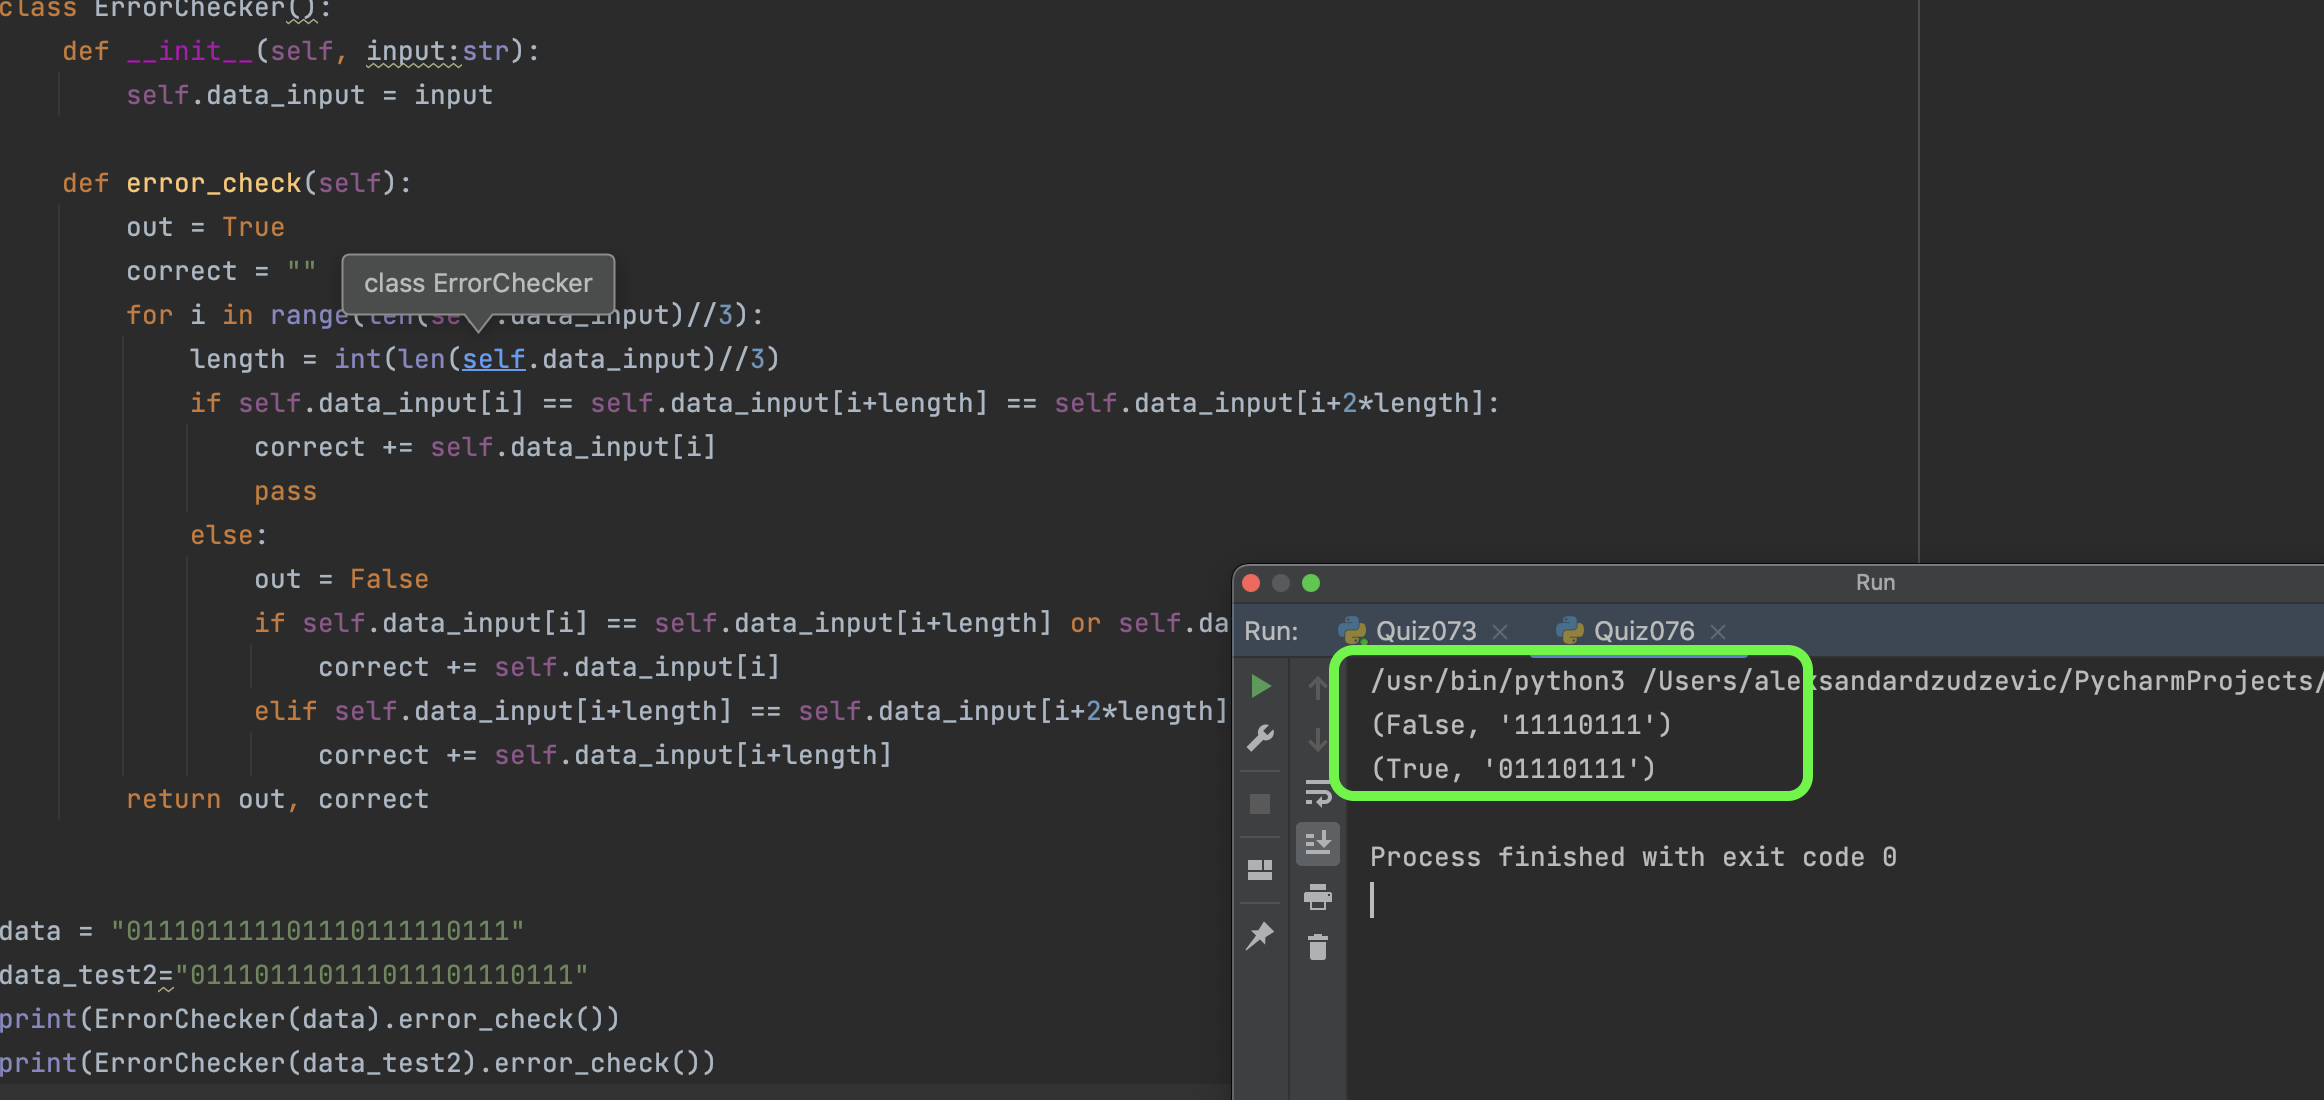 class ErrorChecker():
def __init__(self, input:str):
self.data_input = input
def error_check(self):
out = True
correct = ""
class ErrorChecker
for i in range(len(se .data_input)//3):
length = int(len(self.data_input)//3)
if self.data_input[i] == self.data_input[i+length] == self.data_input[i+2*length]:
correct += self.data_input[i]
pass
else:
out = False
if self.data_input[i] == self.data_input[i+length] or self.da
correct += self.data_input[i]
elif self.data_input[i+length] == self.data_input[i+2*length]
correct += self.data_input[i+length]
return out, correct
data = "011101111101110111110111"
data_test2="011101110111011101110111"
print(ErrorChecker(data).error_check())
print(ErrorChecker(data_test2).error_check())
Run
Run: Quiz073 Quiz076
/usr/bin/python3 /Users/aleksandardzudzevic/PycharmProjects/
(False, '11110111')
(True, '01110111')
Process finished with exit code 0